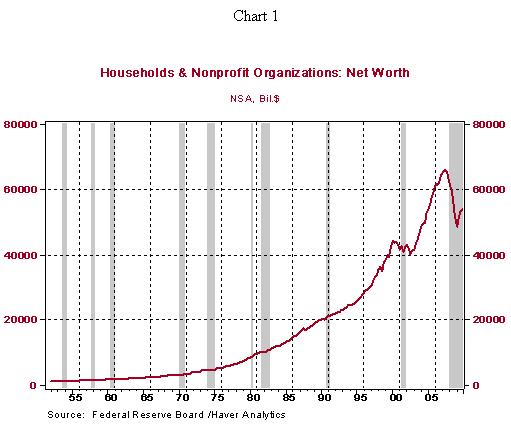 Chart 1
Households & Nonprofit Organizations: Net Worth
NSA, Bil.$
80000 80000
60000 60000
40000 40000
20000 20000
0 0
55 60 65 70 75 80 85 90 95 00 05
Source: Federal Reserve Board /Haver Analytics